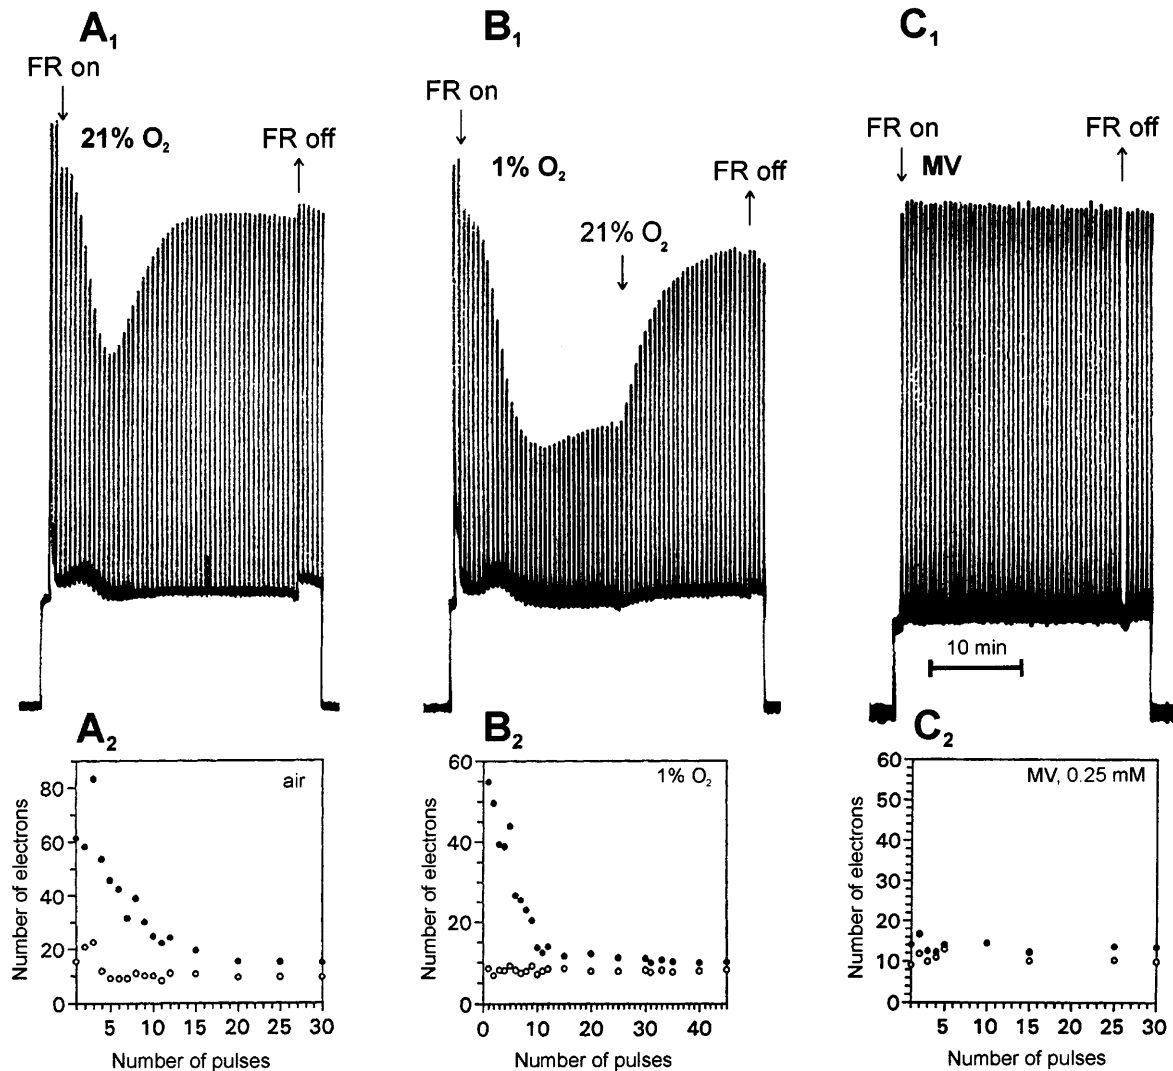 A₁
FR on
21% O₂
FR off
B₁
FR on
1% O₂
21% O₂
FR off
C₁
FR on
MV
FR off
10 min
A₂
air
Number of electrons
80
60
40
20
0
5 10 15 20 25 30
Number of pulses
B₂
1% O₂
Number of electrons
60
40
20
0
0 10 20 30 40
Number of pulses
C₂
MV, 0.25 mM
Number of electrons
60
50
40
30
20
10
0
5 10 15 20 25 30
Number of pulses